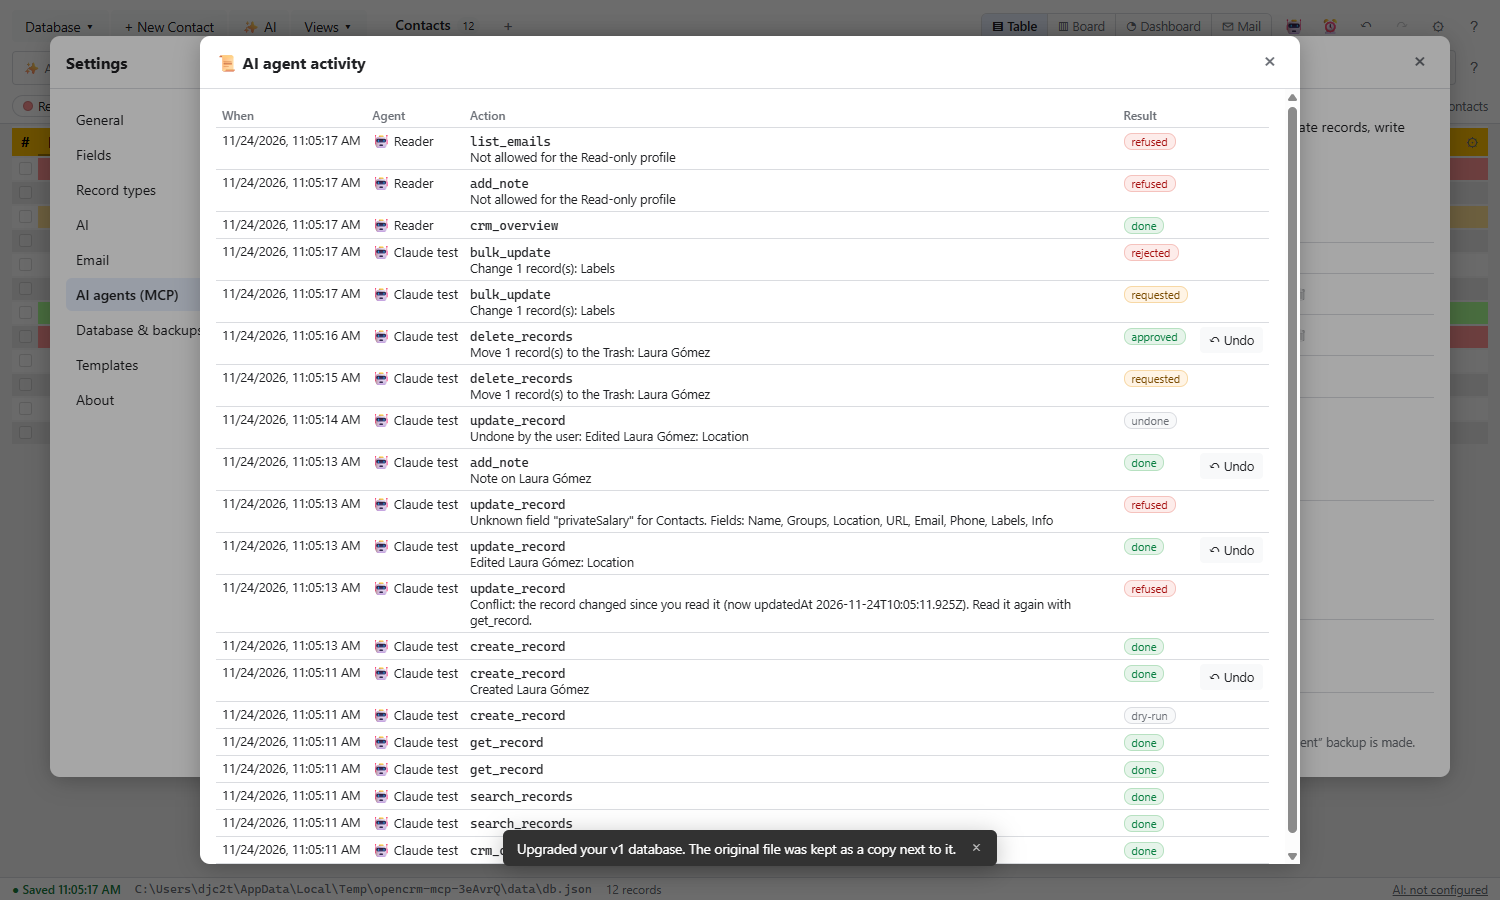 Database ▾
+ New Contact
AI
Views ▾
Contacts 12
+
Table
Board
Dashboard
Mail
?
Settings
×
General
Fields
Record types
AI
Email
AI agents (MCP)
Database & backups
Templates
About
AI agent activity
×
When Agent Action Result
11/24/2026, 11:05:17 AM Reader list_emails refused
Not allowed for the Read-only profile
11/24/2026, 11:05:17 AM Reader add_note refused
Not allowed for the Read-only profile
11/24/2026, 11:05:17 AM Reader crm_overview done
11/24/2026, 11:05:17 AM Claude test bulk_update rejected
Change 1 record(s): Labels
11/24/2026, 11:05:17 AM Claude test bulk_update requested
Change 1 record(s): Labels
11/24/2026, 11:05:16 AM Claude test delete_records approved Undo
Move 1 record(s) to the Trash: Laura Gómez
11/24/2026, 11:05:15 AM Claude test delete_records requested
Move 1 record(s) to the Trash: Laura Gómez
11/24/2026, 11:05:14 AM Claude test update_record undone
Undone by the user: Edited Laura Gómez: Location
11/24/2026, 11:05:13 AM Claude test add_note done Undo
Note on Laura Gómez
11/24/2026, 11:05:13 AM Claude test update_record refused
Unknown field "privateSalary" for Contacts. Fields: Name, Groups, Location, URL, Email, Phone, Labels, Info
11/24/2026, 11:05:13 AM Claude test update_record done Undo
Edited Laura Gómez: Location
11/24/2026, 11:05:13 AM Claude test update_record refused
Conflict: the record changed since you read it (now updatedAt 2026-11-24T10:05:11.925Z). Read it again with
get_record.
11/24/2026, 11:05:13 AM Claude test create_record done
11/24/2026, 11:05:11 AM Claude test create_record done Undo
Created Laura Gómez
11/24/2026, 11:05:11 AM Claude test create_record dry-run
11/24/2026, 11:05:11 AM Claude test get_record done
11/24/2026, 11:05:11 AM Claude test get_record done
11/24/2026, 11:05:11 AM Claude test search_records done
11/24/2026, 11:05:11 AM Claude test search_records done
11/24/2026, 11:05:11 AM Claude test crm_ done
Upgraded your v1 database. The original file was kept as a copy next to it. ×
?
ontacts
ate records, write
#
ent" backup is made.
● Saved 11:05:17 AM C:\Users\djc2t\AppData\Local\Temp\opencrm-mcp-3eAvrQ\data\db.json 12 records AI: not configured